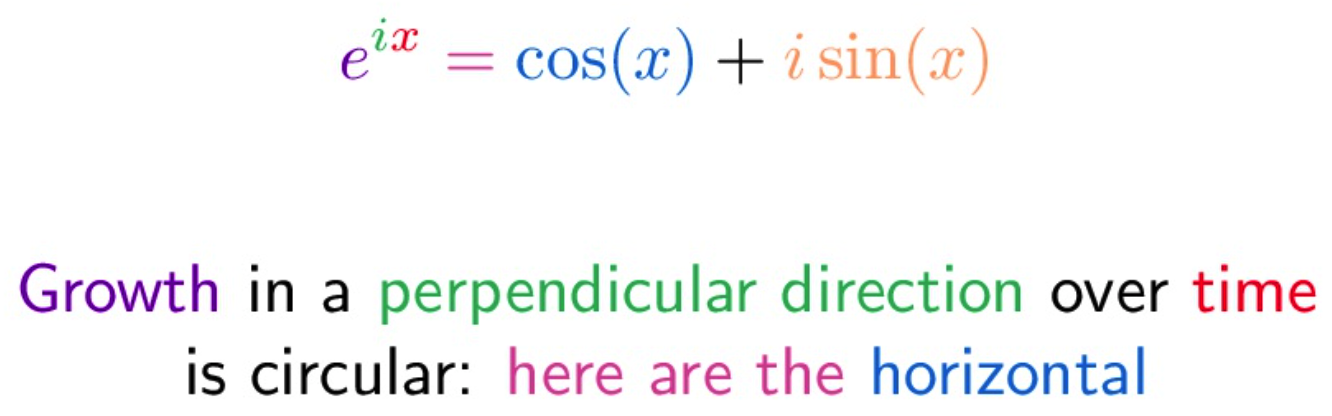 e^{ix} = cos(x) + i sin(x)
Growth in a perpendicular direction over time
is circular: here are the horizontal